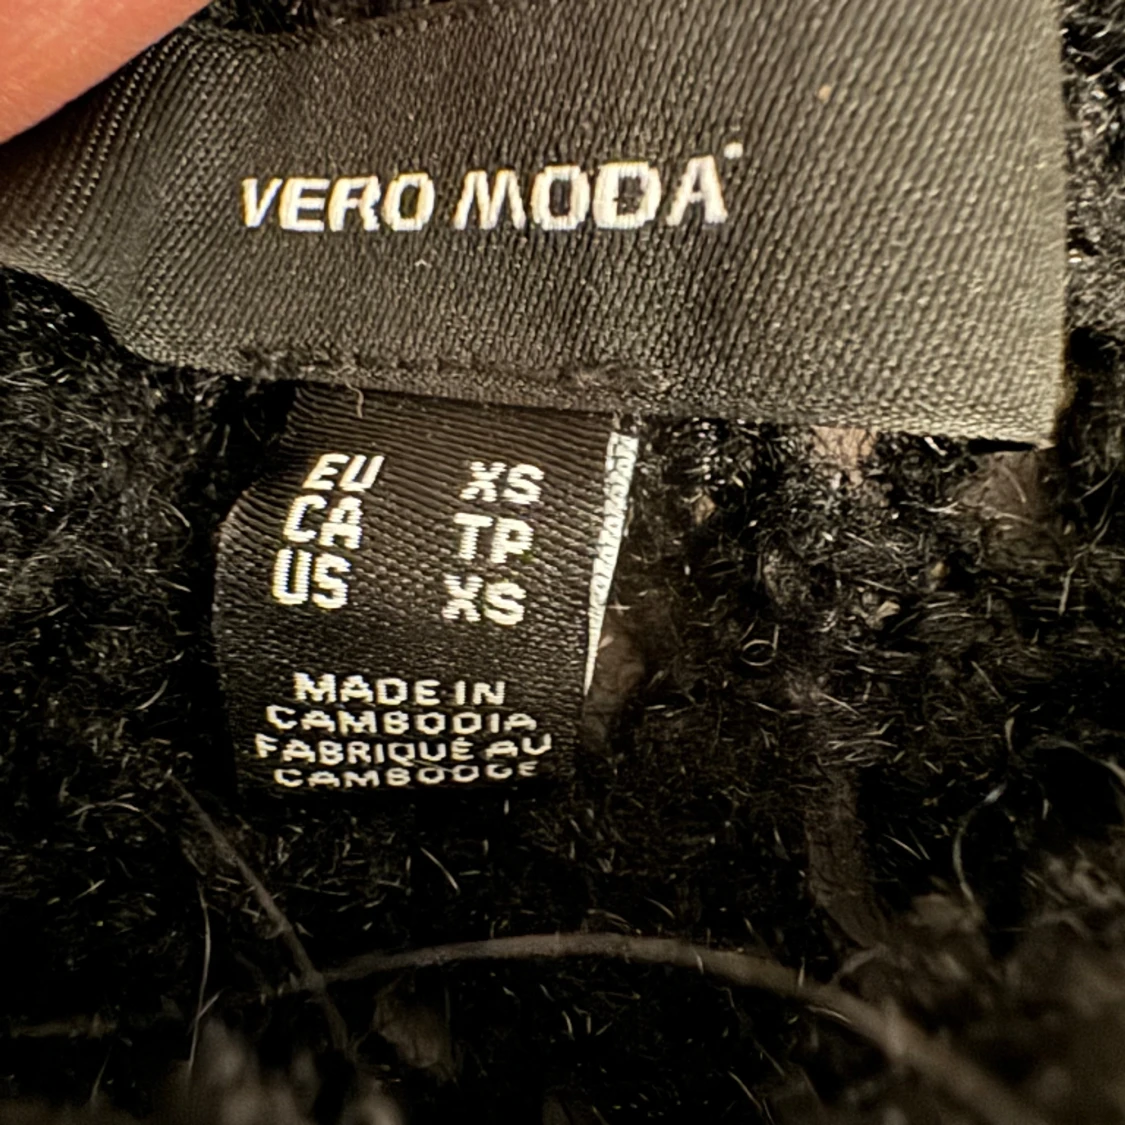 VERO MODA
EU XS
CA TP
US XS
MADE IN
CAMBODIA
FABRIQUÉ AU
CAMBODGE